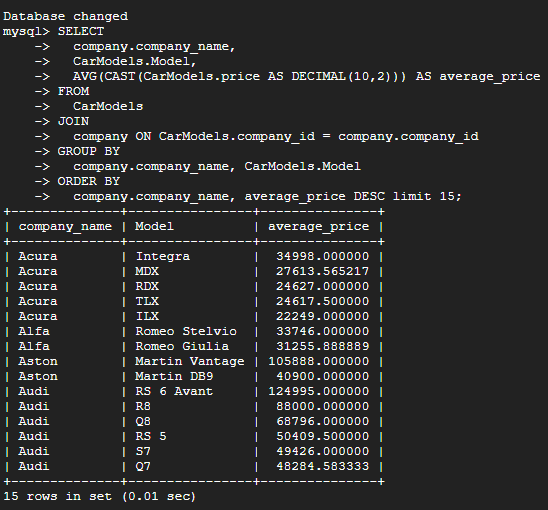 Database changed
mysql> SELECT
    ->   company.company_name,
    ->   CarModels.Model,
    ->   AVG(CAST(CarModels.price AS DECIMAL(10,2))) AS average_price
    -> FROM
    ->   CarModels
    -> JOIN
    ->   company ON CarModels.company_id = company.company_id
    -> GROUP BY
    ->   company.company_name, CarModels.Model
    -> ORDER BY
    ->   company.company_name, average_price DESC limit 15;
+--------------+----------------+---------------+
| company_name | Model          | average_price |
+--------------+----------------+---------------+
| Acura        | Integra        |  34998.000000 |
| Acura        | MDX            |  27613.565217 |
| Acura        | RDX            |  24627.000000 |
| Acura        | TLX            |  24617.500000 |
| Acura        | ILX            |  22249.000000 |
| Alfa         | Romeo Stelvio  |  33746.000000 |
| Alfa         | Romeo Giulia   |  31255.888889 |
| Aston        | Martin Vantage | 105888.000000 |
| Aston        | Martin DB9     |  40900.000000 |
| Audi         | RS 6 Avant     | 124995.000000 |
| Audi         | R8             |  88000.000000 |
| Audi         | Q8             |  68796.000000 |
| Audi         | RS 5           |  50409.500000 |
| Audi         | S7             |  49426.000000 |
| Audi         | Q7             |  48284.583333 |
+--------------+----------------+---------------+
15 rows in set (0.01 sec)